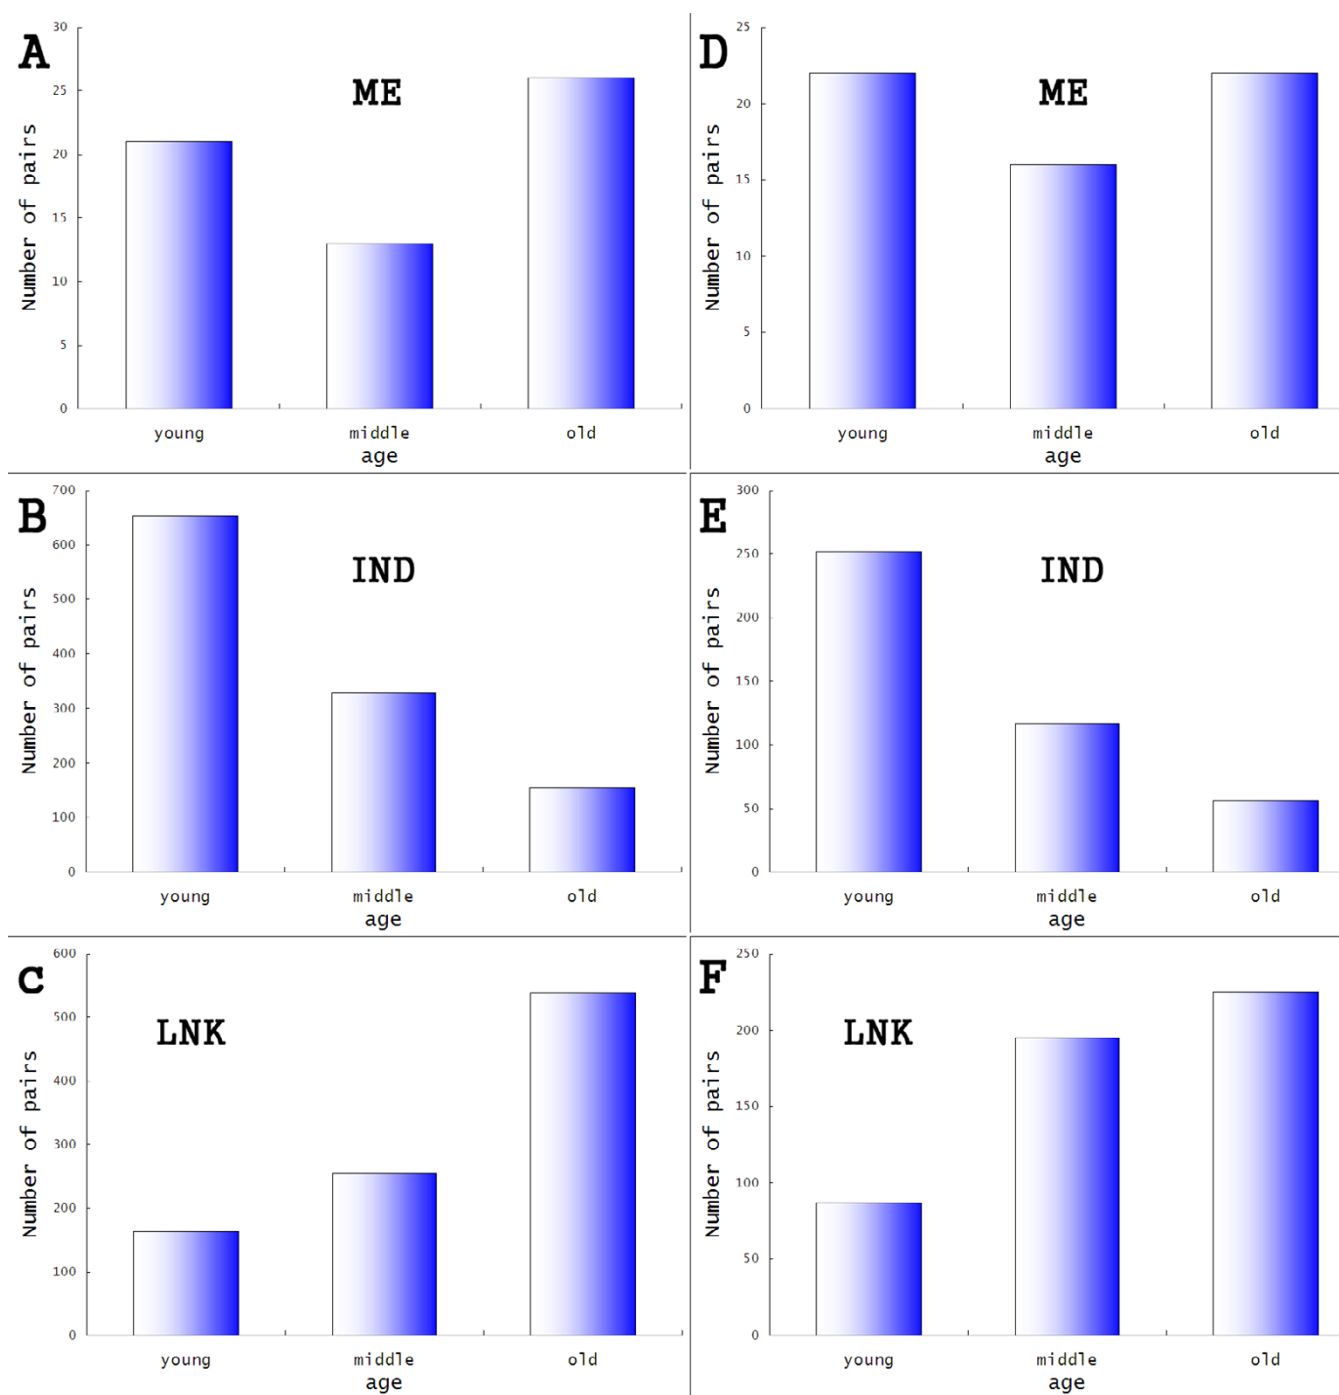 A
ME
Number of pairs
30
25
20
15
10
5
0
young middle old
age
D
ME
Number of pairs
25
20
15
10
5
0
young middle old
age
B
IND
Number of pairs
700
600
500
400
300
200
100
0
young middle old
age
E
IND
Number of pairs
300
250
200
150
100
50
0
young middle old
age
C
LNK
Number of pairs
600
500
400
300
200
100
0
young middle old
age
F
LNK
Number of pairs
250
200
150
100
50
0
young middle old
age